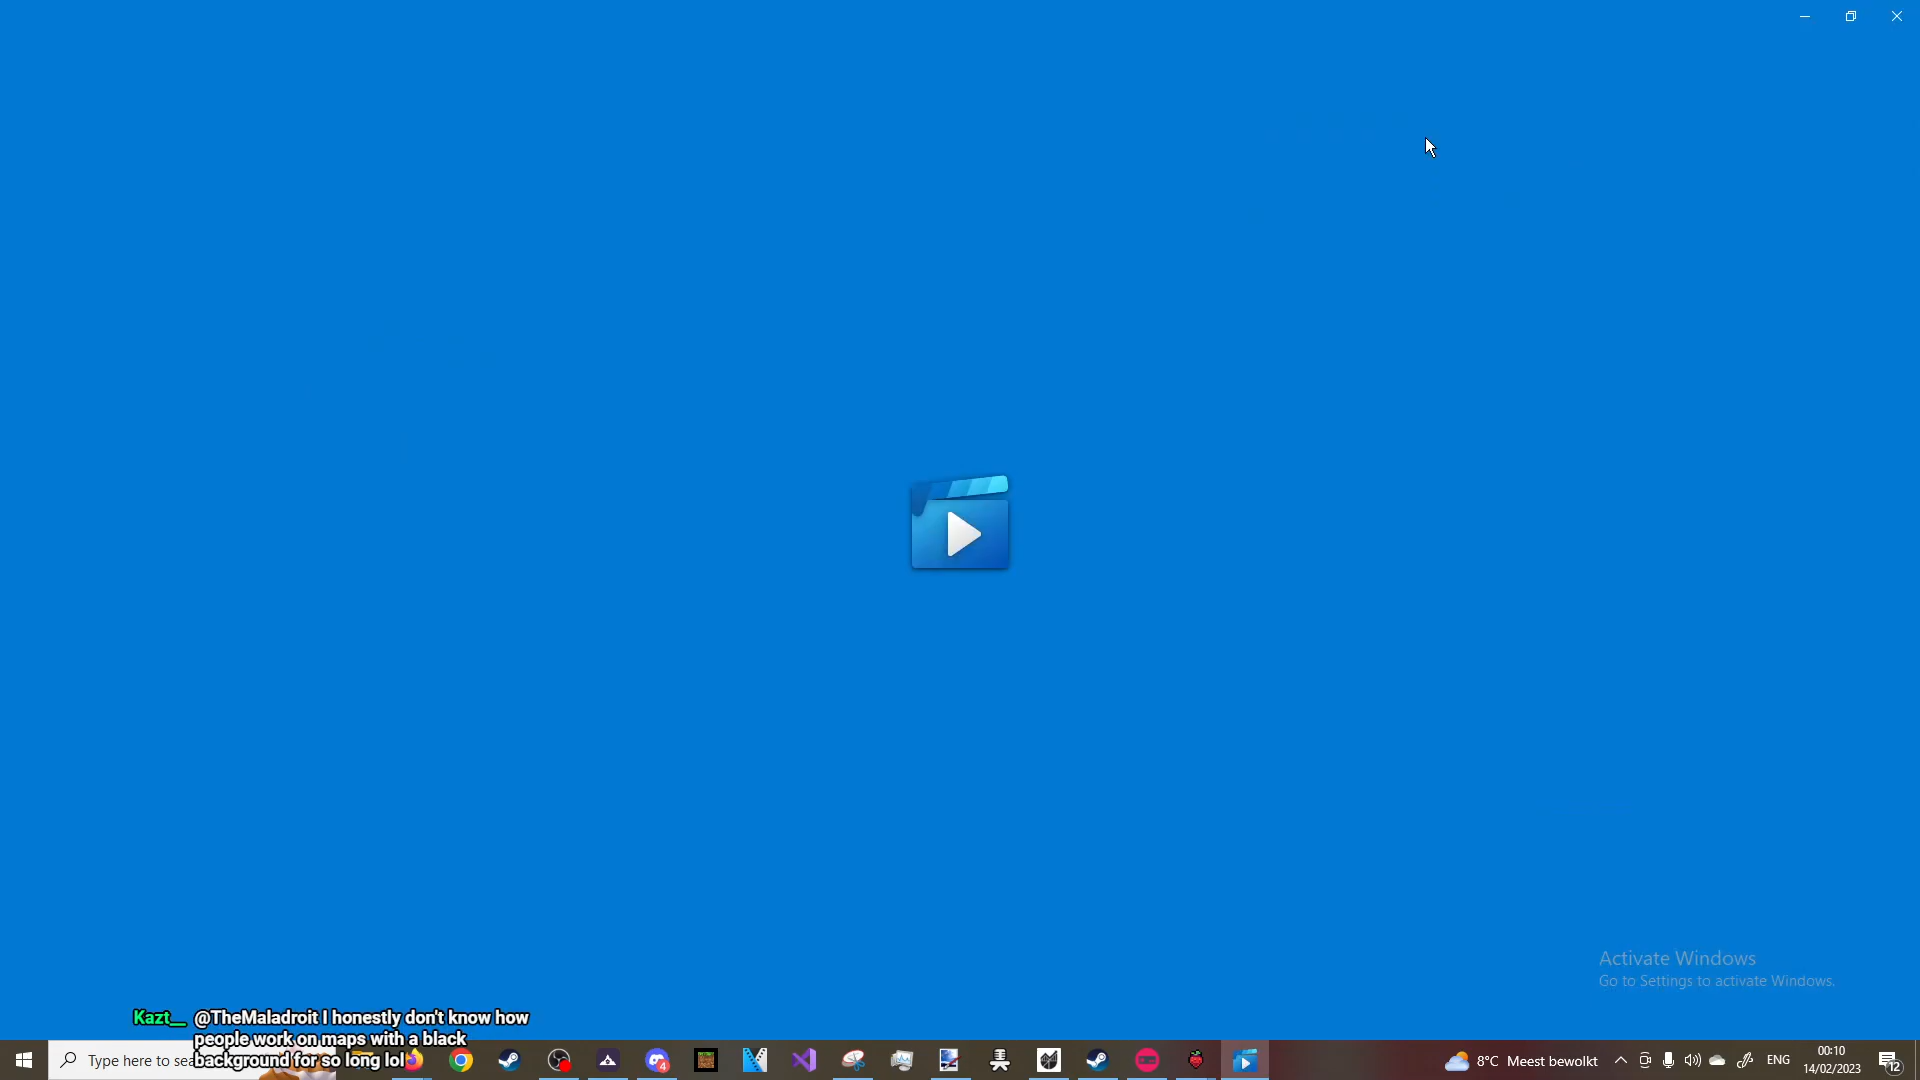 Activate Windows
Go to Settings to activate Windows.
Kazt__ @TheMaladroit I honestly don't know how
people work on maps with a black
background for so long lol
Type here to sea
4
8°C Meest bewolkt
ENG
00:10
14/02/2023
12